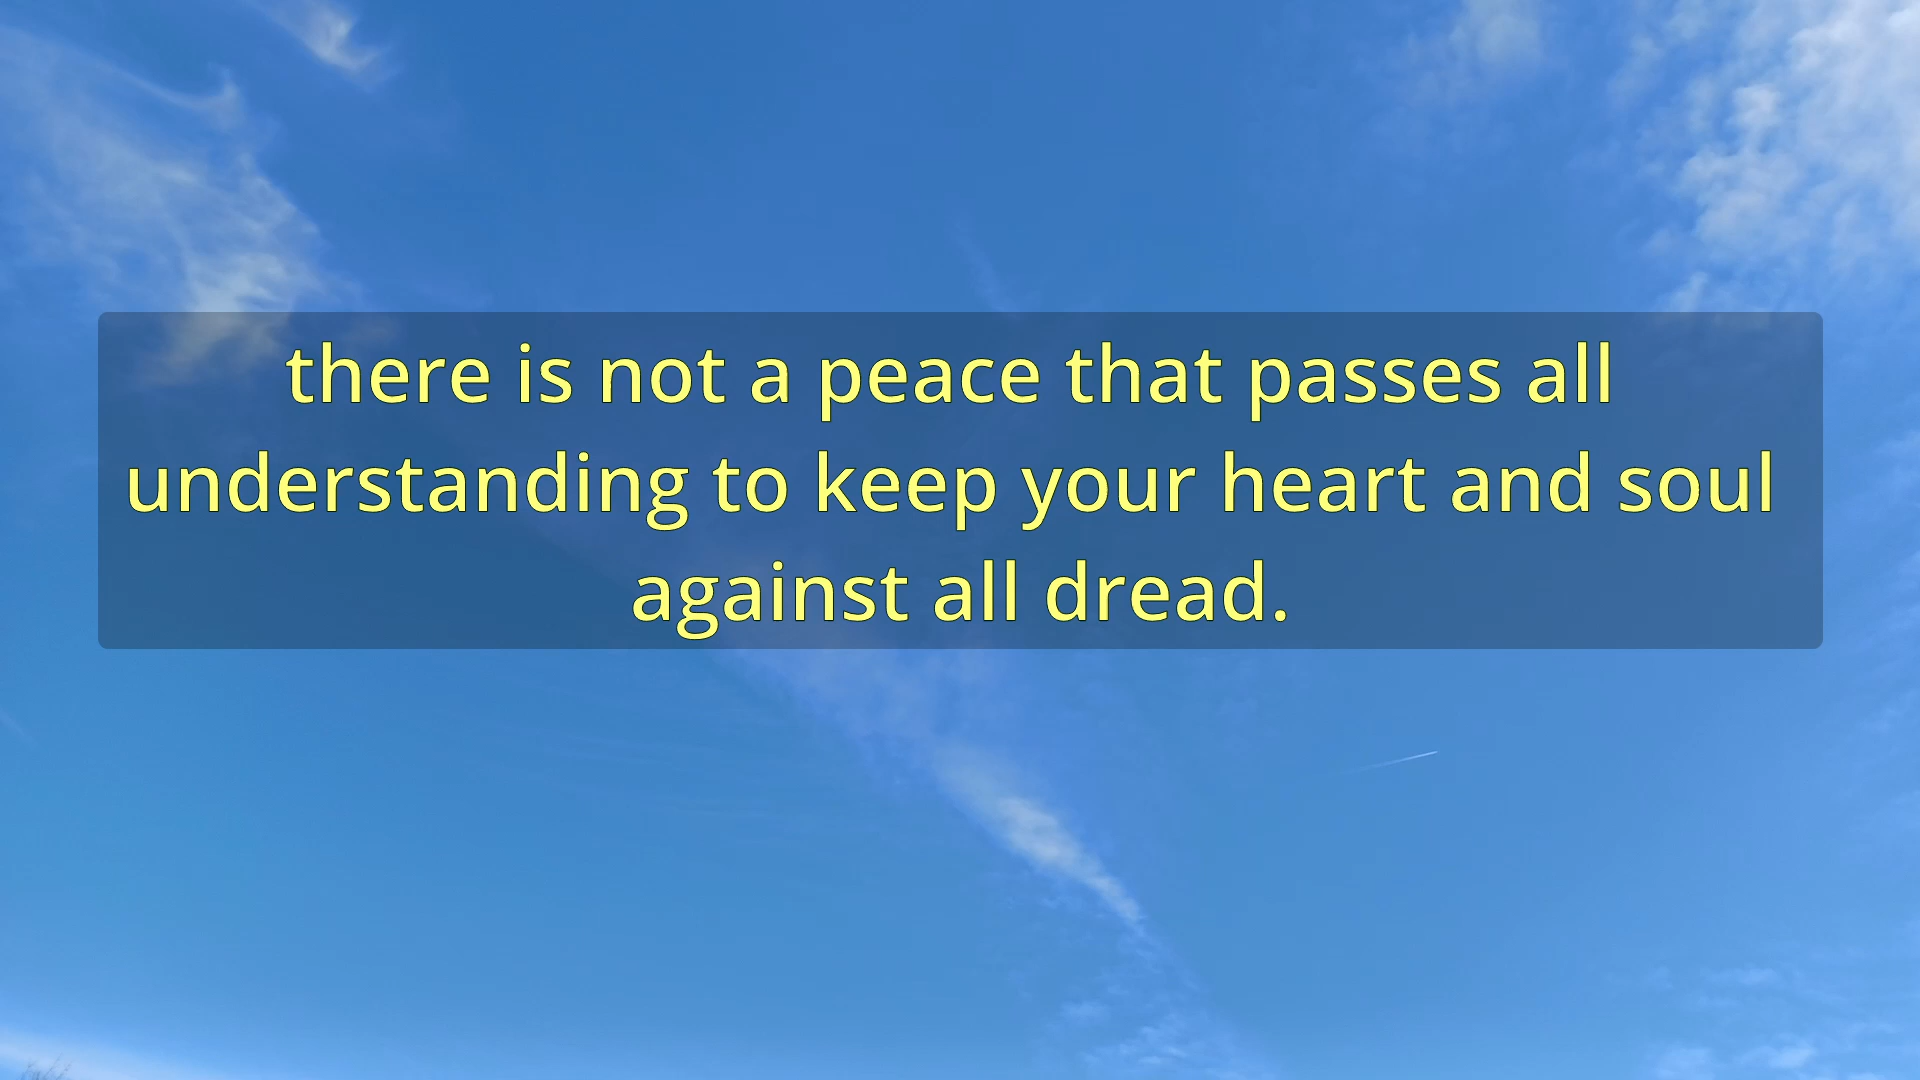 there is not a peace that passes all
understanding to keep your heart and soul
against all dread.